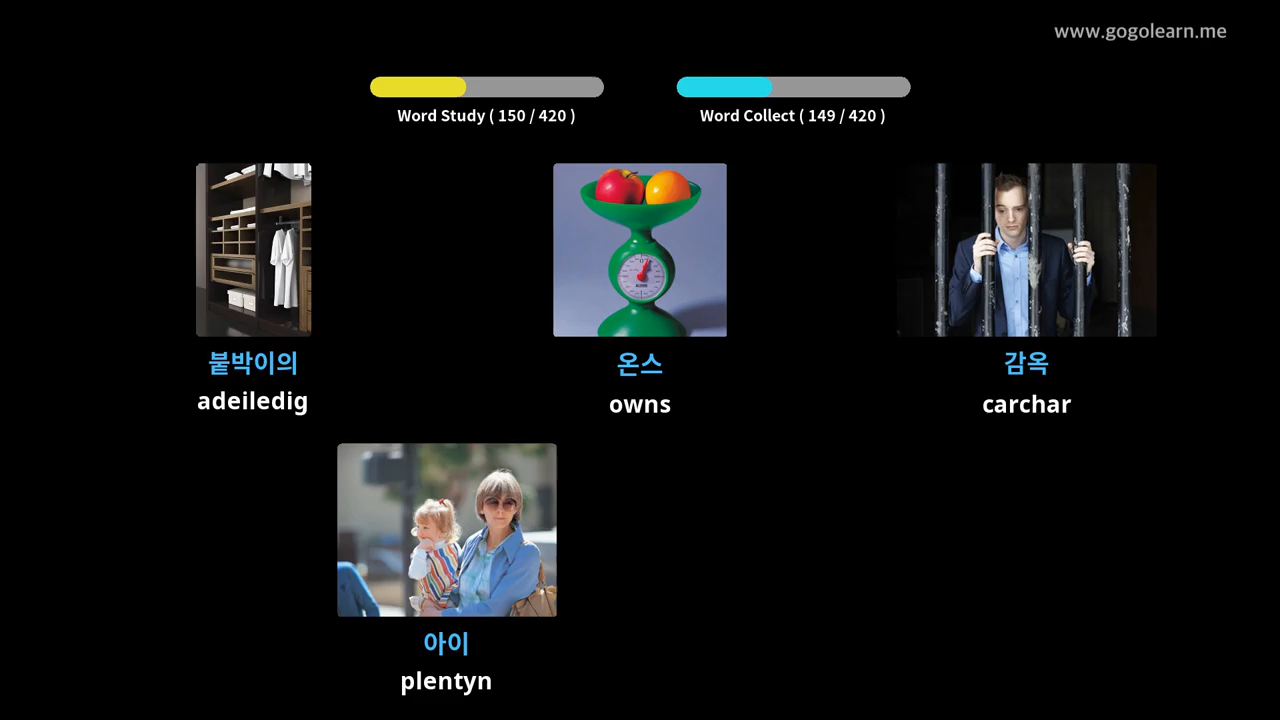 www.gogolearn.me
Word Study ( 150 / 420 )
Word Collect ( 149 / 420 )
붙박이의
adeiledig
온스
owns
감옥
carchar
아이
plentyn